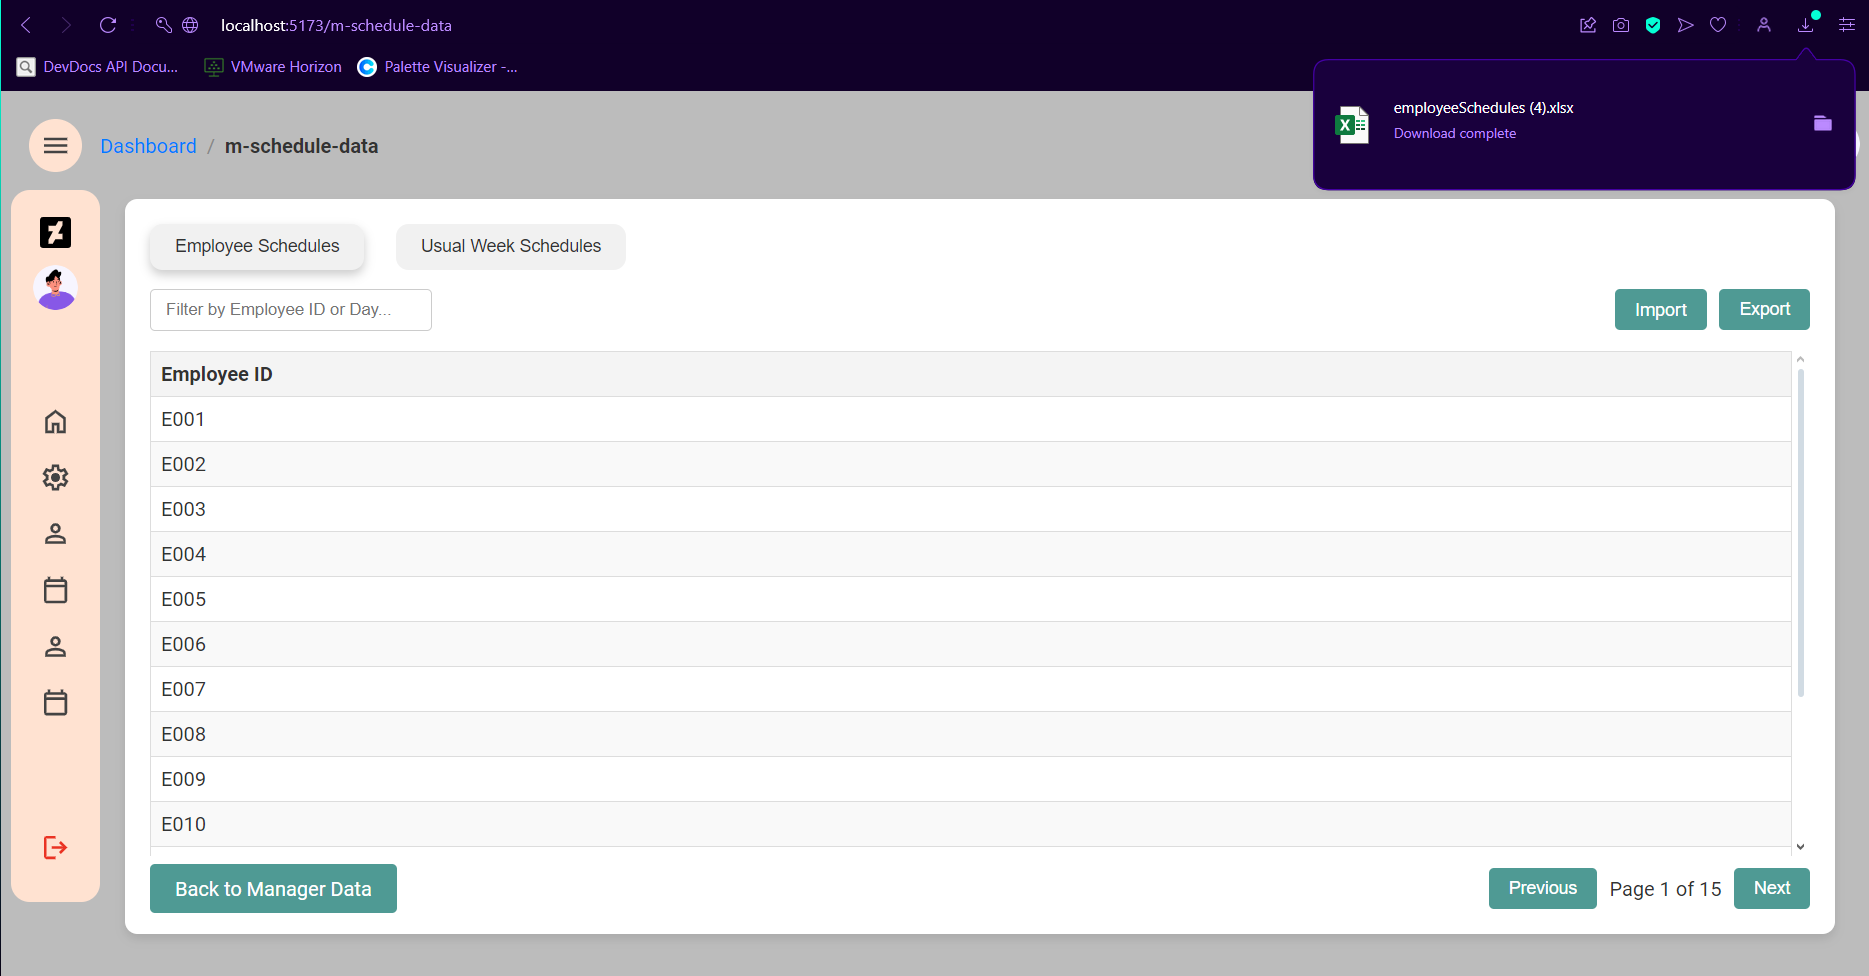 localhost:5173/m-schedule-data
DevDocs API Docu...
VMware Horizon
Palette Visualizer -...
employeeSchedules (4).xlsx
Download complete
Dashboard / m-schedule-data
Employee Schedules
Usual Week Schedules
Filter by Employee ID or Day...
Import
Export
Employee ID
E001
E002
E003
E004
E005
E006
E007
E008
E009
E010
Back to Manager Data
Previous
Page 1 of 15
Next